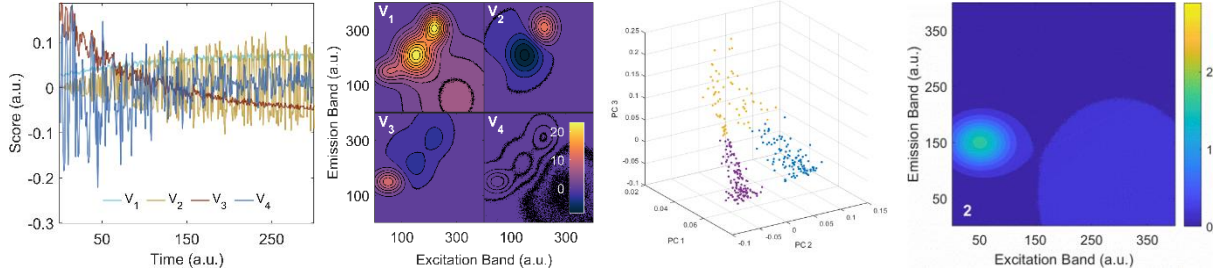 0.1
0
-0.1
-0.2
-0.3
Score (a.u.)
V1 V2 V3 V4
50 150 250
Time (a.u.)
V1 V2
V3 V4
300
100
300
100
Emission Band (a.u.)
20
10
0
100 300 100 300
Excitation Band (a.u.)
0.25
0.2
0.15
0.1
0.05
0
-0.05
-0.1
PC 3
0.02
0.04
0.06
PC 1
-0.1
-0.05
0
0.05
0.1
0.15
PC 2
350
250
150
50
Emission Band (a.u.)
2
50 150 250 350
Excitation Band (a.u.)
2
1
0